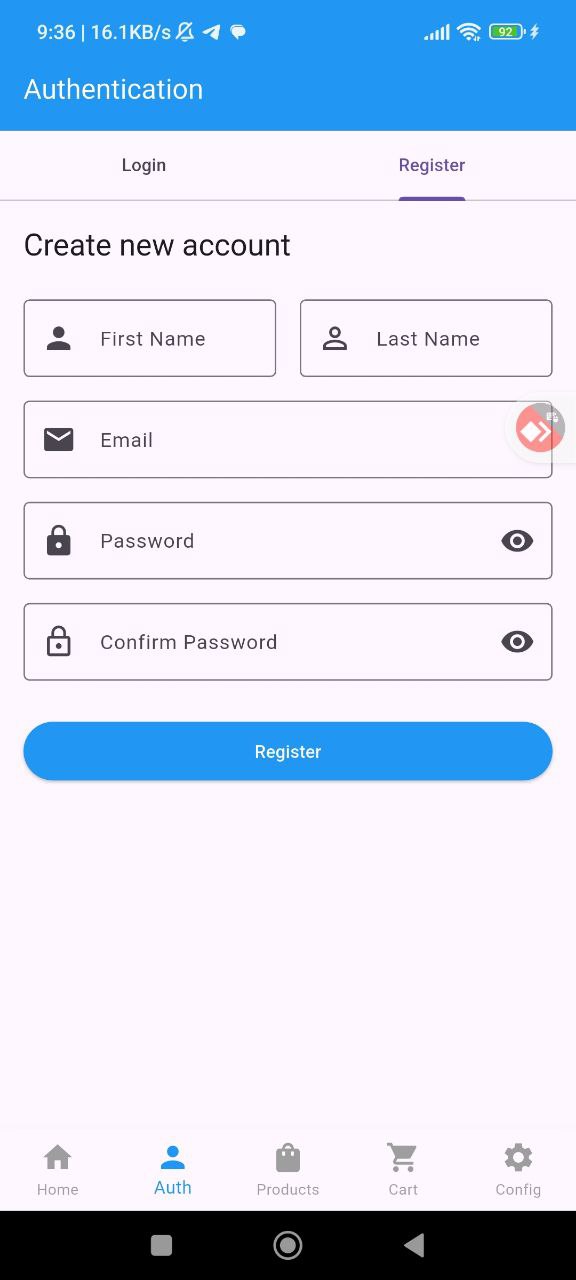 9:36 | 16.1KB/s 92
Authentication
Login Register
Create new account
First Name Last Name
Email
Password
Confirm Password
Register
Home Auth Products Cart Config